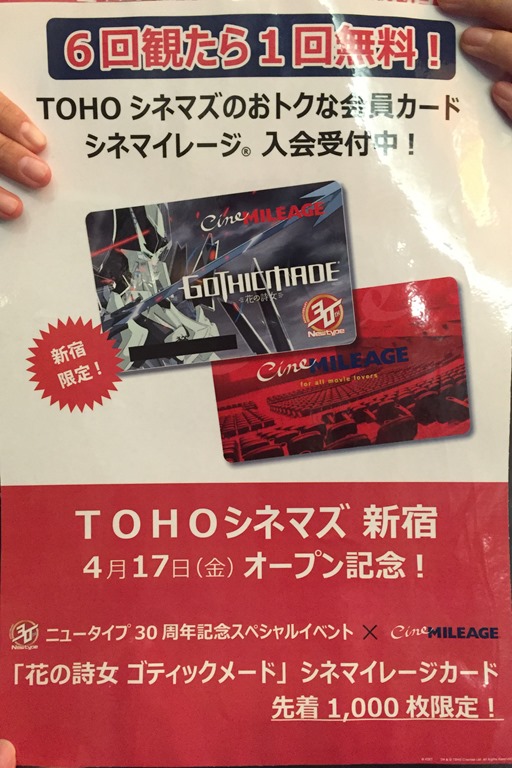 6回観たら1回無料！
TOHO シネマズのおトクな会員カード
シネマイレージ® 入会受付中！
Cine MILEAGE
GOTHICMADE
花の詩女
30th
Newtype
新宿
限定！
Cine MILEAGE
for all movie lovers
TOHOシネマズ 新宿
4月17日(金) オープン記念！
30th Newtype ニュータイプ 30 周年記念スペシャルイベント × Cine MILEAGE
「花の詩女 ゴティックメード」シネマイレージカード
先着 1,000 枚限定！